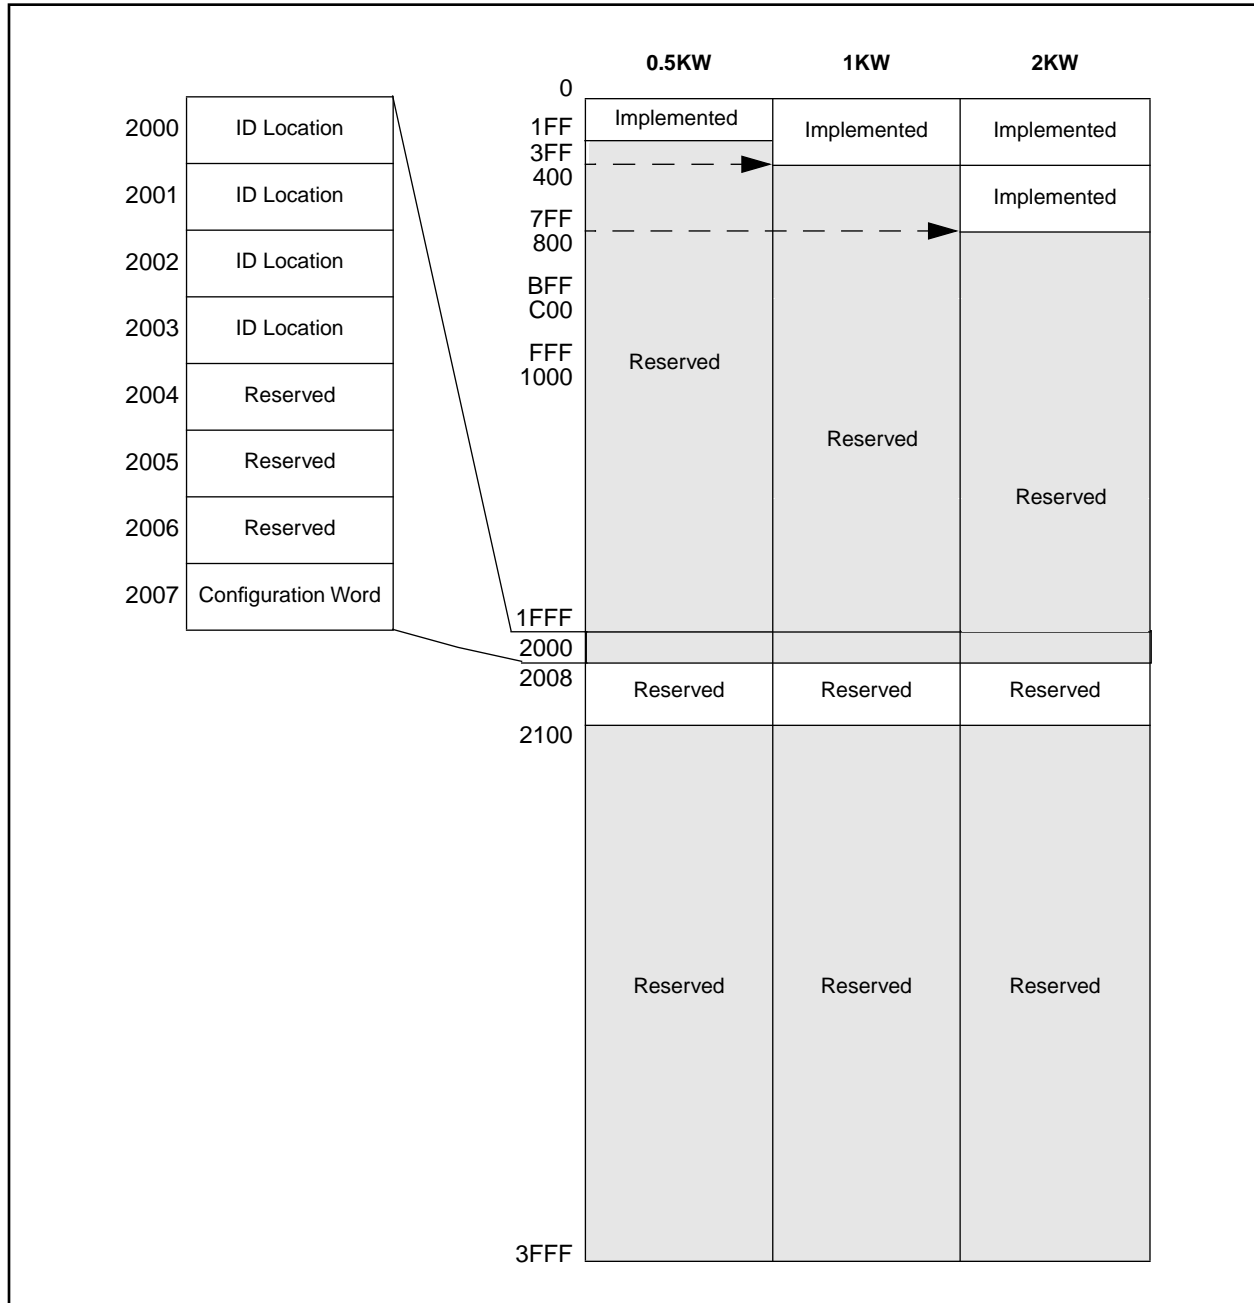 0.5KW 1KW 2KW
0
2000 ID Location
2001 ID Location
2002 ID Location
2003 ID Location
2004 Reserved
2005 Reserved
2006 Reserved
2007 Configuration Word
1FF Implemented Implemented Implemented
3FF
400
Implemented
7FF
800
BFF
C00
FFF
1000
Reserved
Reserved
Reserved
1FFF
2000
2008 Reserved Reserved Reserved
2100
Reserved Reserved Reserved
3FFF